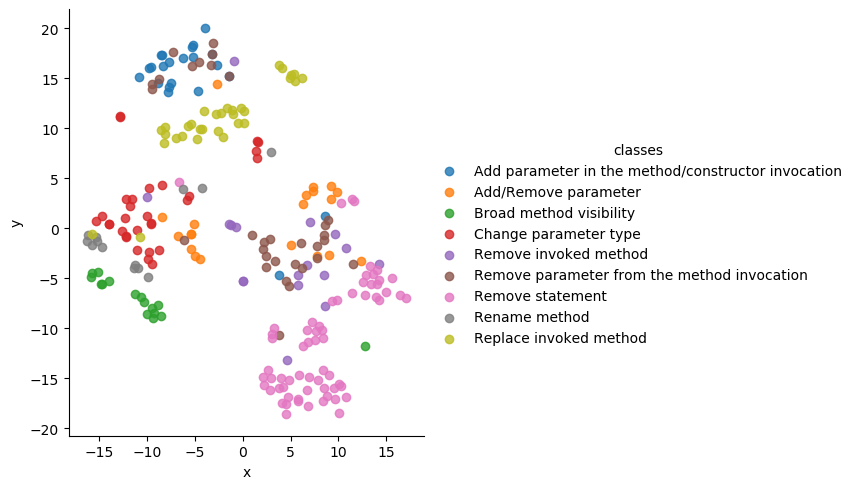 20
15
10
5
0
−5
−10
−15
−20
y
−15
−10
−5
0
5
10
15
x
classes
Add parameter in the method/constructor invocation
Add/Remove parameter
Broad method visibility
Change parameter type
Remove invoked method
Remove parameter from the method invocation
Remove statement
Rename method
Replace invoked method